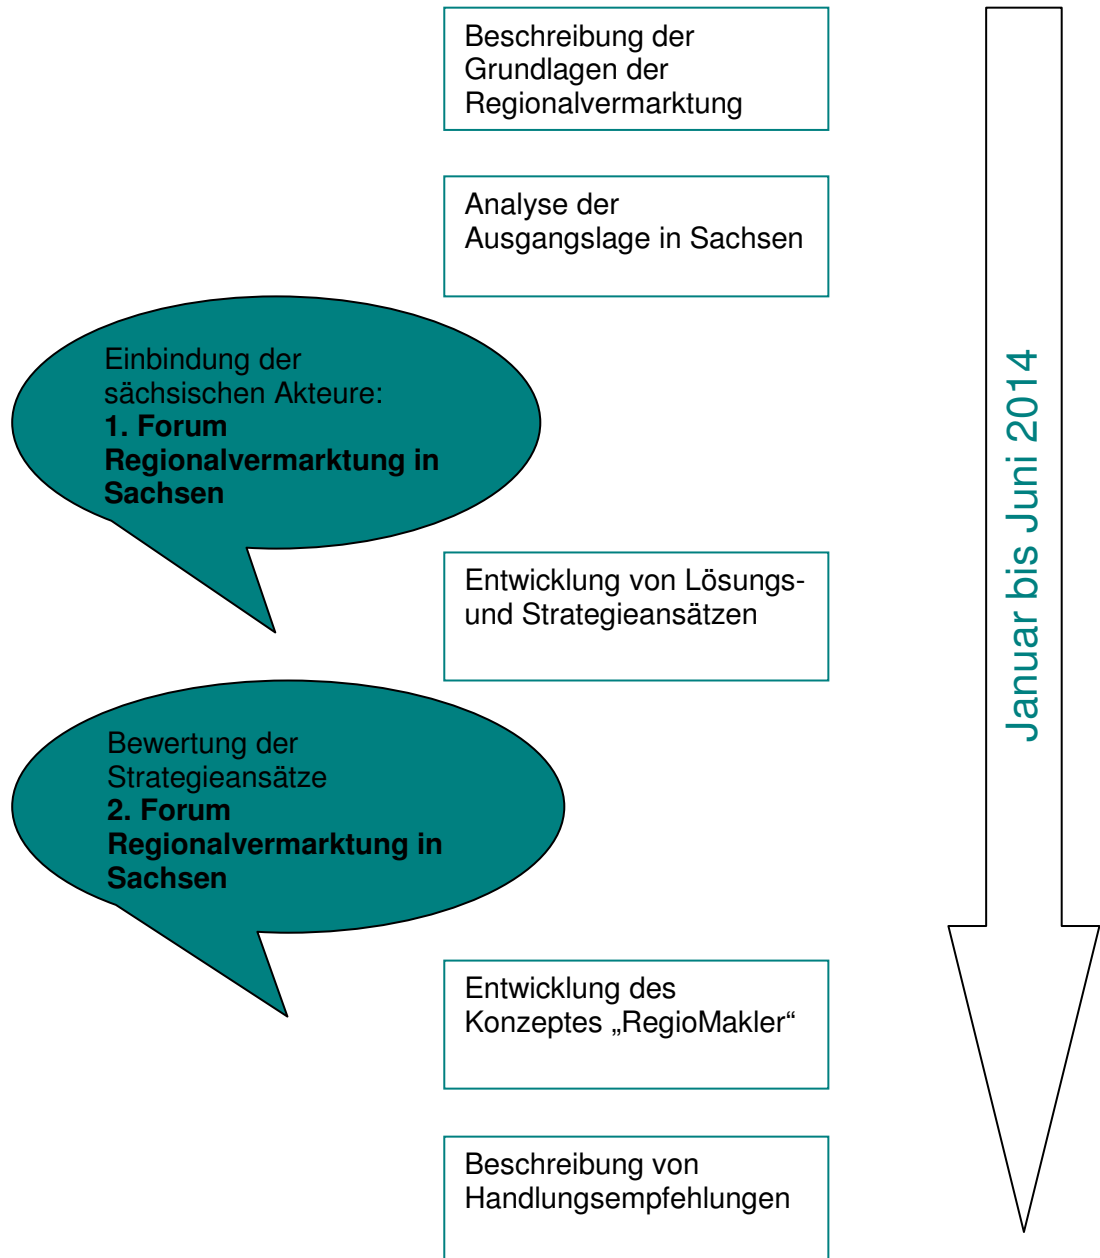 Beschreibung der
Grundlagen der
Regionalvermarktung
Analyse der
Ausgangslage in Sachsen
Einbindung der
sächsischen Akteure:
1. Forum
Regionalvermarktung in
Sachsen
Entwicklung von Lösungs-
und Strategieansätzen
Bewertung der
Strategieansätze
2. Forum
Regionalvermarktung in
Sachsen
Entwicklung des
Konzeptes „RegioMakler“
Beschreibung von
Handlungsempfehlungen
Januar bis Juni 2014